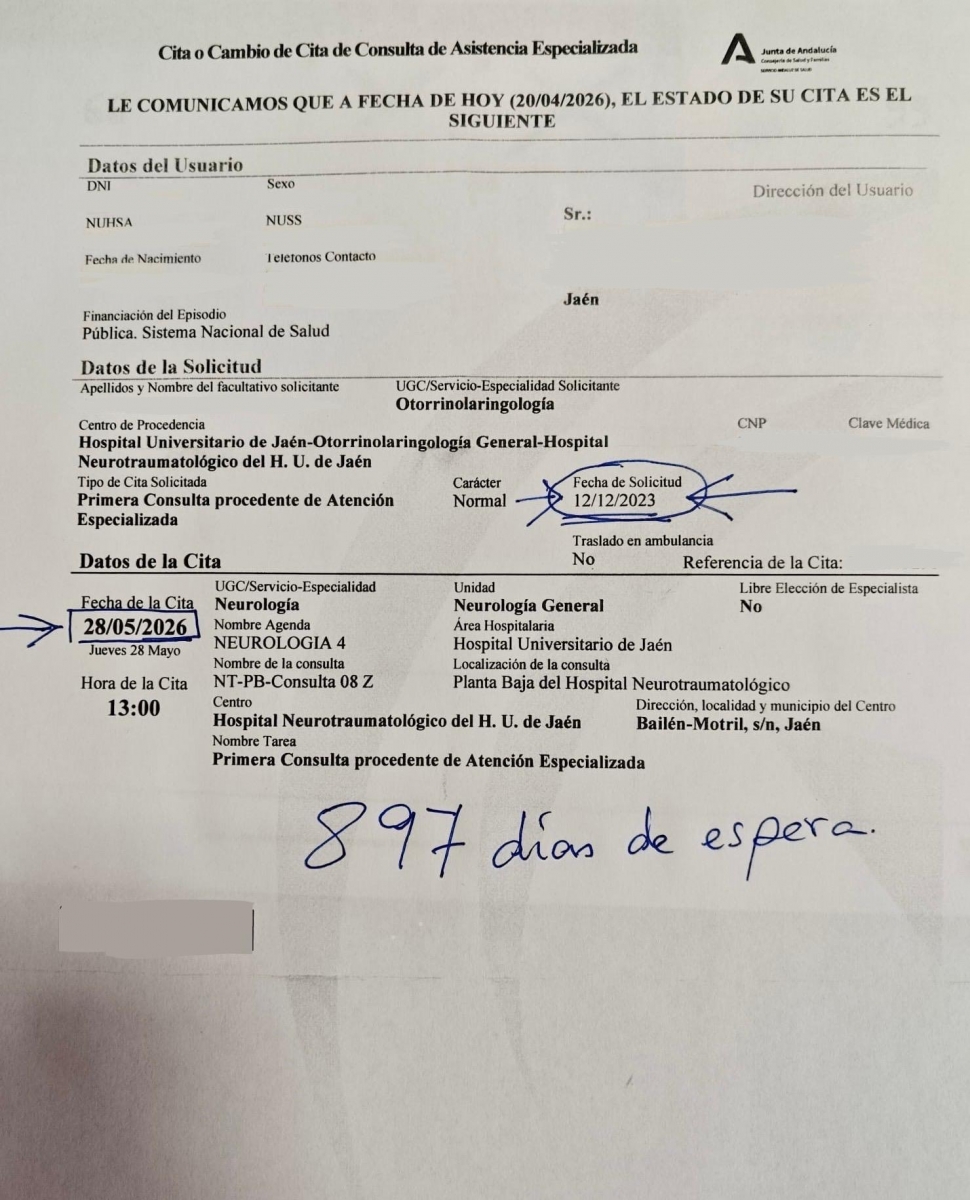 Cita o Cambio de Cita de Consulta de Asistencia Especializada
Junta de Andalucía
Consejería de Salud y Familias
SERVICIO ANDALUZ DE SALUD
LE COMUNICAMOS QUE A FECHA DE HOY (20/04/2026), EL ESTADO DE SU CITA ES EL
SIGUIENTE
Datos del Usuario
DNI Sexo
Dirección del Usuario
NUHSA NUSS
Sr.:
Fecha de Nacimiento Telefonos Contacto
Jaén
Financiación del Episodio
Pública. Sistema Nacional de Salud
Datos de la Solicitud
Apellidos y Nombre del facultativo solicitante UGC/Servicio-Especialidad Solicitante
Otorrinolaringología
Centro de Procedencia CNP Clave Médica
Hospital Universitario de Jaén-Otorrinolaringología General-Hospital
Neurotraumatológico del H. U. de Jaén
Tipo de Cita Solicitada Carácter Fecha de Solicitud
Primera Consulta procedente de Atención Normal 12/12/2023
Especializada
Traslado en ambulancia
Datos de la Cita No Referencia de la Cita:
UGC/Servicio-Especialidad Unidad Libre Elección de Especialista
Fecha de la Cita Neurología Neurología General No
28/05/2026 Nombre Agenda Área Hospitalaria
Jueves 28 Mayo NEUROLOGIA 4 Hospital Universitario de Jaén
Nombre de la consulta Localización de la consulta
Hora de la Cita NT-PB-Consulta 08 Z Planta Baja del Hospital Neurotraumatológico
13:00 Centro Dirección, localidad y municipio del Centro
Hospital Neurotraumatológico del H. U. de Jaén Bailén-Motril, s/n, Jaén
Nombre Tarea
Primera Consulta procedente de Atención Especializada
897 días de espera.